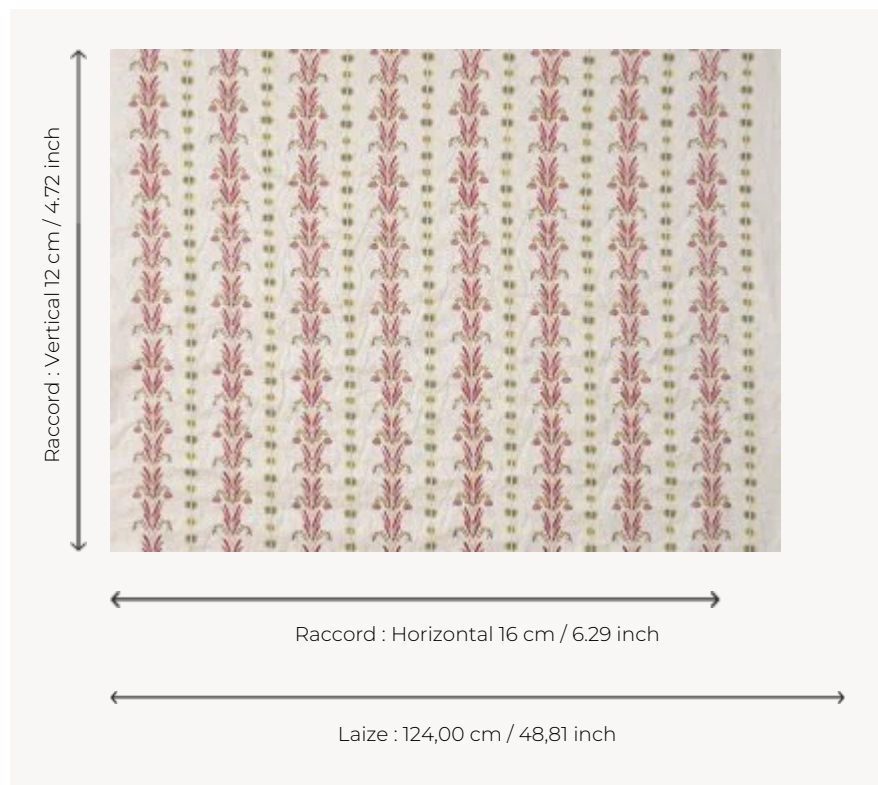 Raccord : Vertical 12 cm / 4.72 inch
Raccord : Horizontal 16 cm / 6.29 inch
Laize : 124,00 cm / 48,81 inch